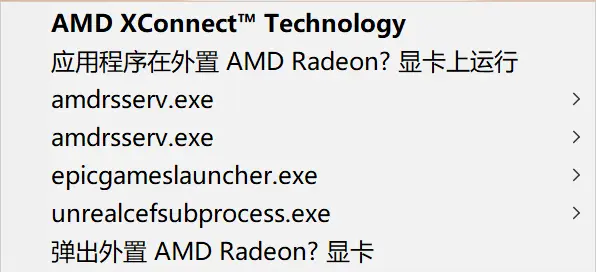 AMD XConnect™ Technology
应用程序在外置 AMD Radeon? 显卡上运行
amdrsserv.exe
amdrsserv.exe
epicgameslauncher.exe
unrealcefsubprocess.exe
弹出外置 AMD Radeon? 显卡